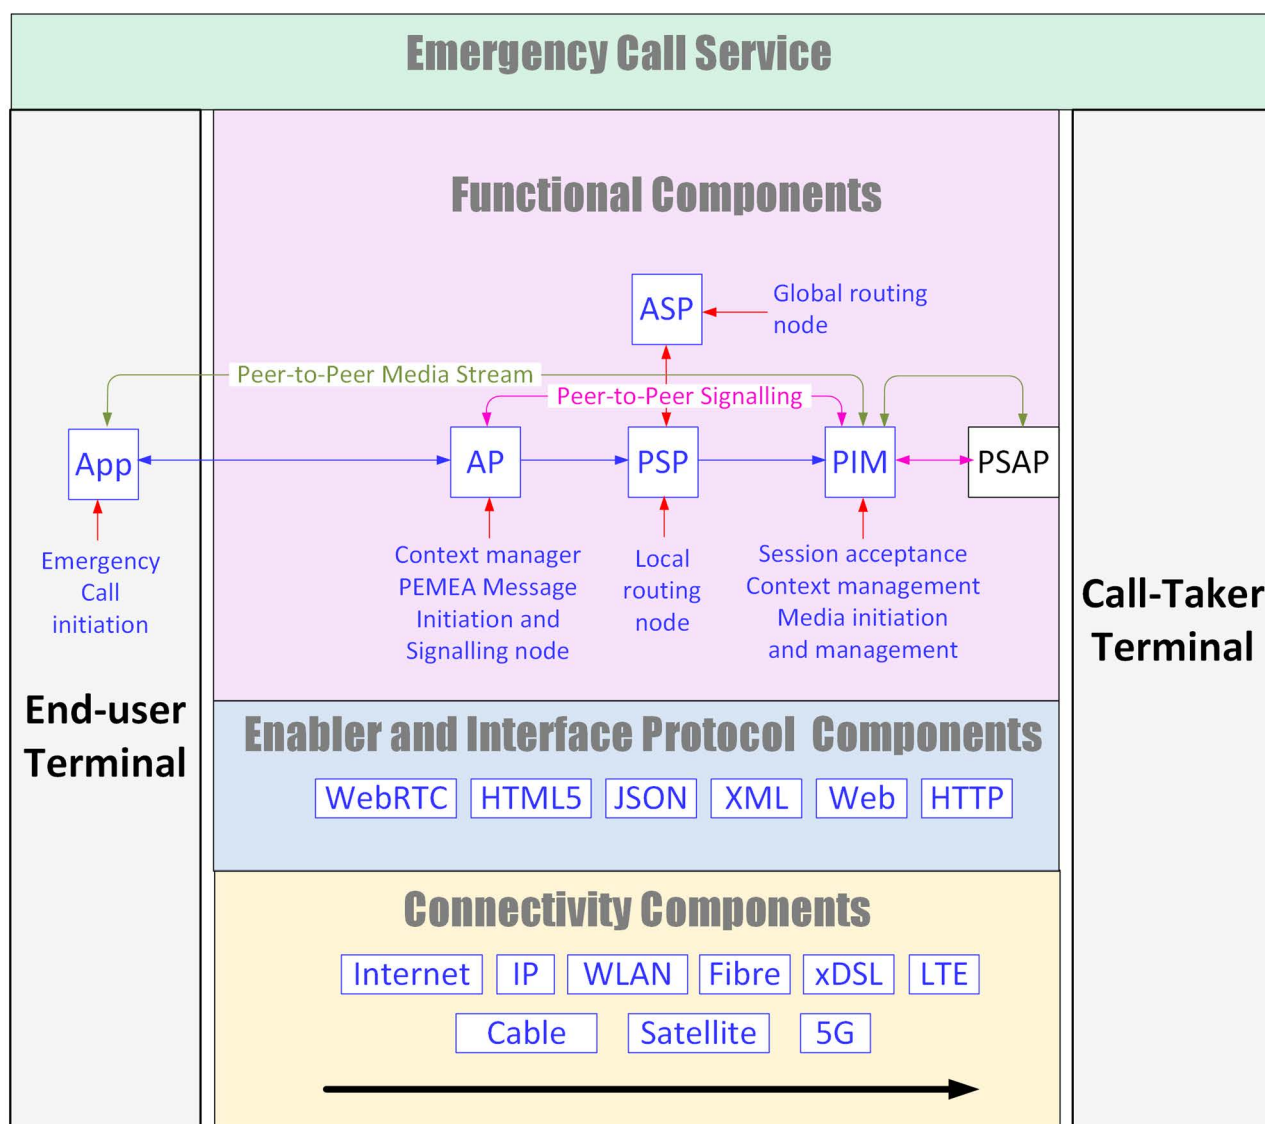 Emergency Call Service
Functional Components
ASP
Global routing
node
Peer-to-Peer Media Stream
Peer-to-Peer Signalling
App
AP
PSP
PIM
PSAP
Emergency
Call
initiation
Context manager
PEMEA Message
Initiation and
Signalling node
Local
routing
node
Session acceptance
Context management
Media initiation
and management
End-user
Terminal
Call-Taker
Terminal
Enabler and Interface Protocol Components
WebRTC HTML5 JSON XML Web HTTP
Connectivity Components
Internet IP WLAN Fibre xDSL LTE
Cable Satellite 5G